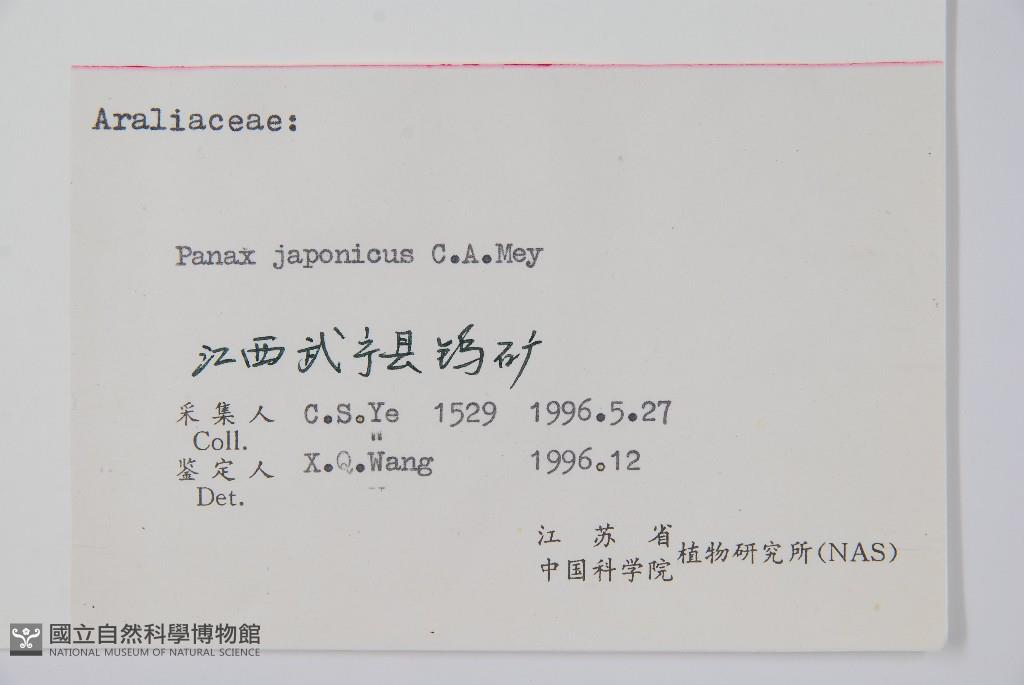 Araliaceae:
Panax japonicus C.A.Mey
江西武宁县钨矿
采集人 C.S.Ye 1529 1996.5.27
Coll.
鉴定人 X.Q.Wang 1996.12
Det.
江苏省
中国科学院植物研究所(NAS)
國立自然科學博物館
NATIONAL MUSEUM OF NATURAL SCIENCE